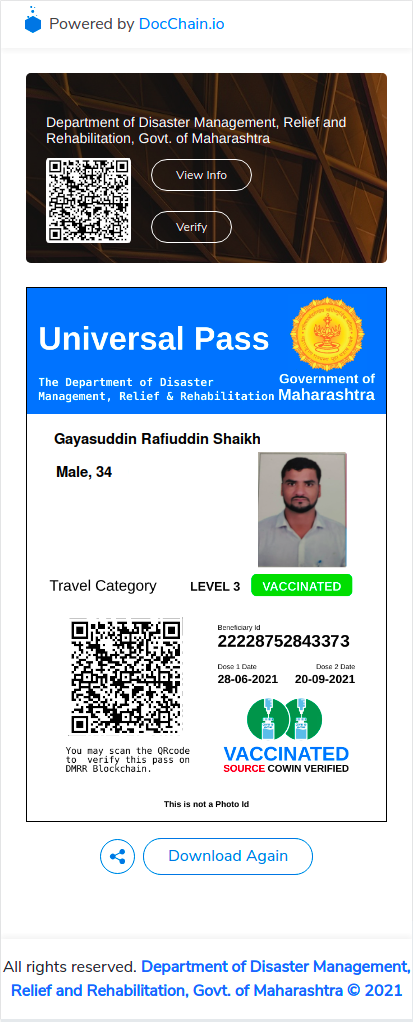 Powered by DocChain.io
Department of Disaster Management, Relief and
Rehabilitation, Govt. of Maharashtra
View Info
Verify
Universal Pass
The Department of Disaster
Management, Relief & Rehabilitation
Government of
Maharashtra
Gayasuddin Rafiuddin Shaikh
Male, 34
Travel Category LEVEL 3 VACCINATED
Beneficiary Id
22228752843373
Dose 1 Date Dose 2 Date
28-06-2021 20-09-2021
You may scan the QRcode
to verify this pass on
DMRR Blockchain.
VACCINATED
SOURCE COWIN VERIFIED
This is not a Photo Id
Download Again
All rights reserved. Department of Disaster Management,
Relief and Rehabilitation, Govt. of Maharashtra © 2021